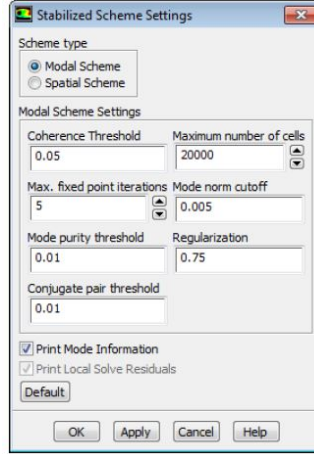 Stabilized Scheme Settings
Scheme type
Modal Scheme
Spatial Scheme
Modal Scheme Settings
Coherence Threshold Maximum number of cells
0.05 20000
Max. fixed point iterations Mode norm cutoff
5 0.005
Mode purity threshold Regularization
0.01 0.75
Conjugate pair threshold
0.01
Print Mode Information
Print Local Solve Residuals
Default
OK Apply Cancel Help